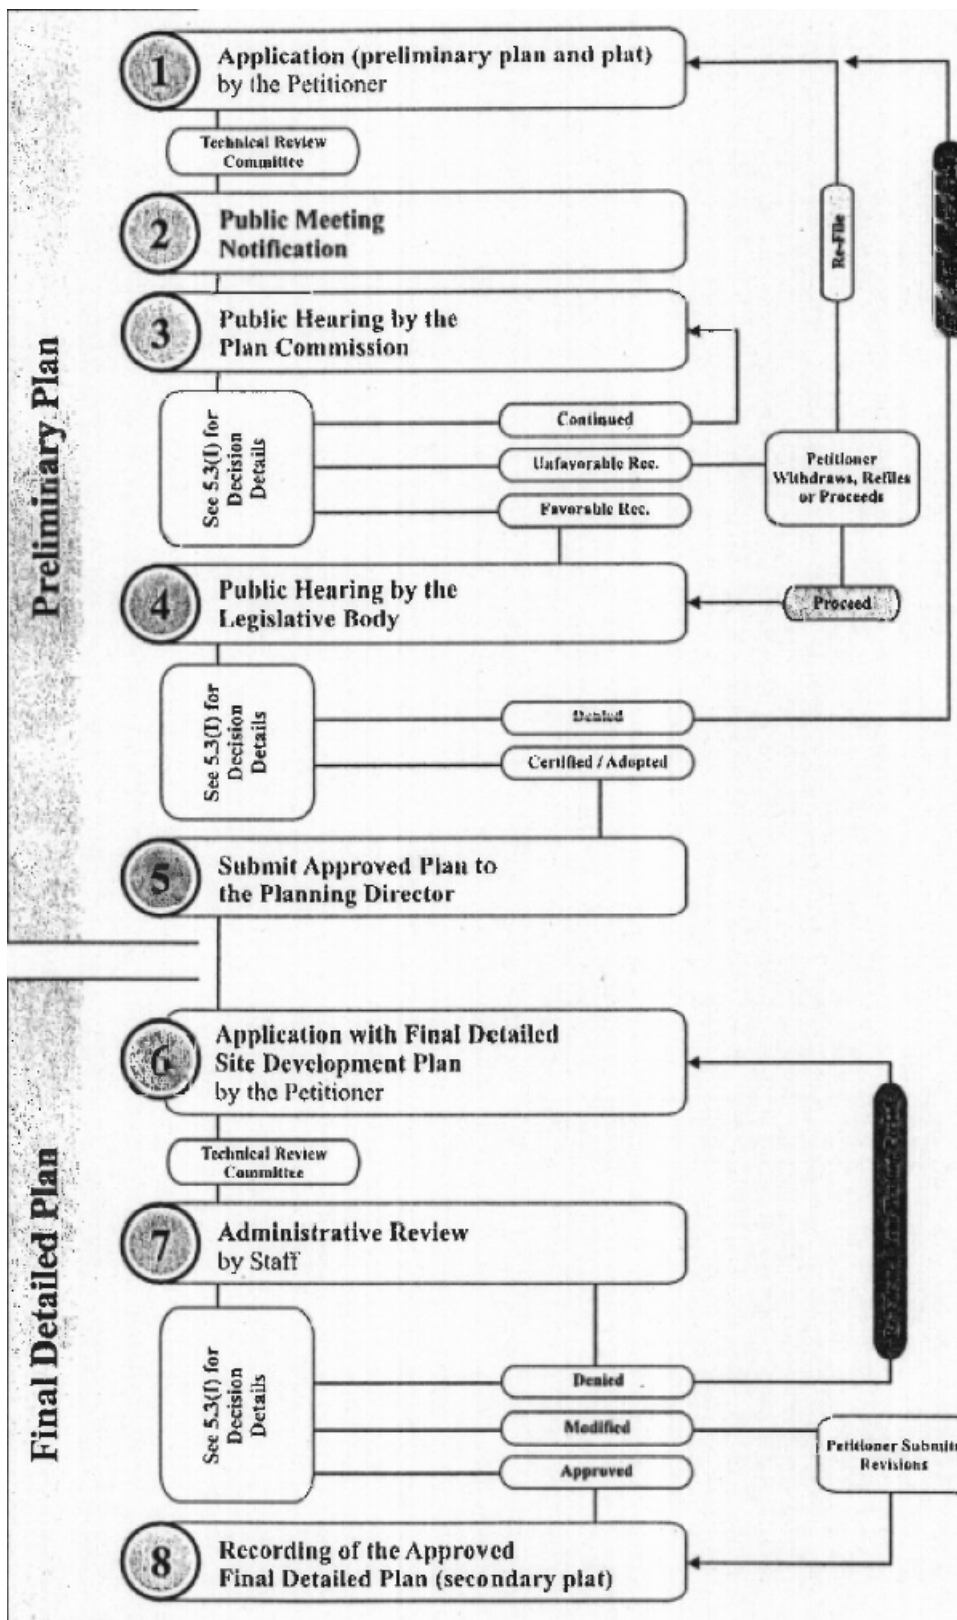 Preliminary Plan
1
Application (preliminary plan and plat)
by the Petitioner
Technical Review
Committee
2
Public Meeting
Notification
Re-File
3
Public Hearing by the
Plan Commission
See 5.3(I) for
Decision
Details
Continued
Unfavorable Rec.
Favorable Rec.
Petitioner
Withdraws, Refiles
or Proceeds
4
Public Hearing by the
Legislative Body
Proceed
See 5.3(I) for
Decision
Details
Denied
Certified / Adopted
5
Submit Approved Plan to
the Planning Director
Final Detailed Plan
6
Application with Final Detailed
Site Development Plan
by the Petitioner
Technical Review
Committee
7
Administrative Review
by Staff
See 5.3(I) for
Decision
Details
Denied
Modified
Approved
Petitioner Submits
Revisions
8
Recording of the Approved
Final Detailed Plan (secondary plat)